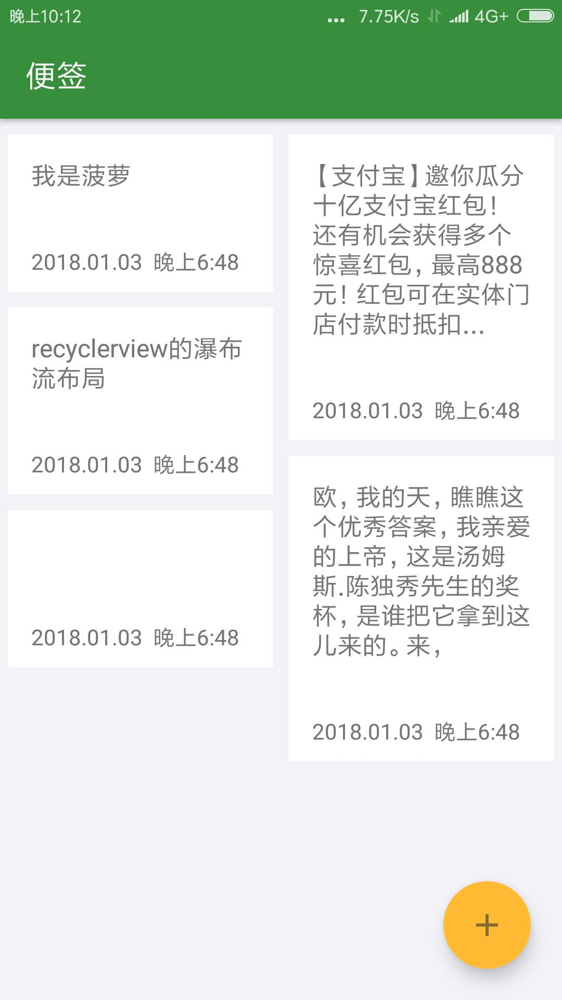 晚上10:12
... 7.75K/s 4G+
便签
我是菠萝
2018.01.03 晚上6:48
recyclerview的瀑布
流布局
2018.01.03 晚上6:48
2018.01.03 晚上6:48
【支付宝】邀你瓜分
十亿支付宝红包！
还有机会获得多个
惊喜红包，最高888
元！红包可在实体门
店付款时抵扣...
2018.01.03 晚上6:48
欧，我的天，瞧瞧这
个优秀答案，我亲爱
的上帝，这是汤姆
斯.陈独秀先生的奖
杯，是谁把它拿到这
儿来的。来，
2018.01.03 晚上6:48